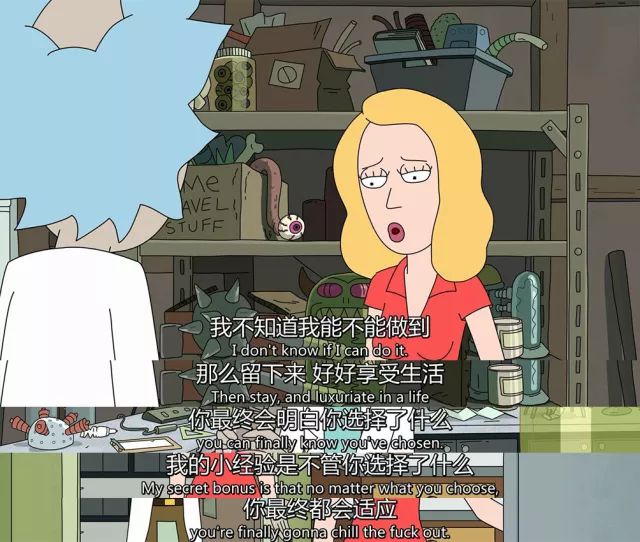 me
AVEL
STUFF
我不知道我能不能做到
I don't know if I can do it.
那么留下来 好好享受生活
Then stay, and luxuriate in a life
你最终会明白你选择了什么
you can finally know you've chosen.
我的小经验是不管你选择了什么
My secret bonus is that no matter what you choose,
你最终都会适应
you're finally gonna chill the fuck out.